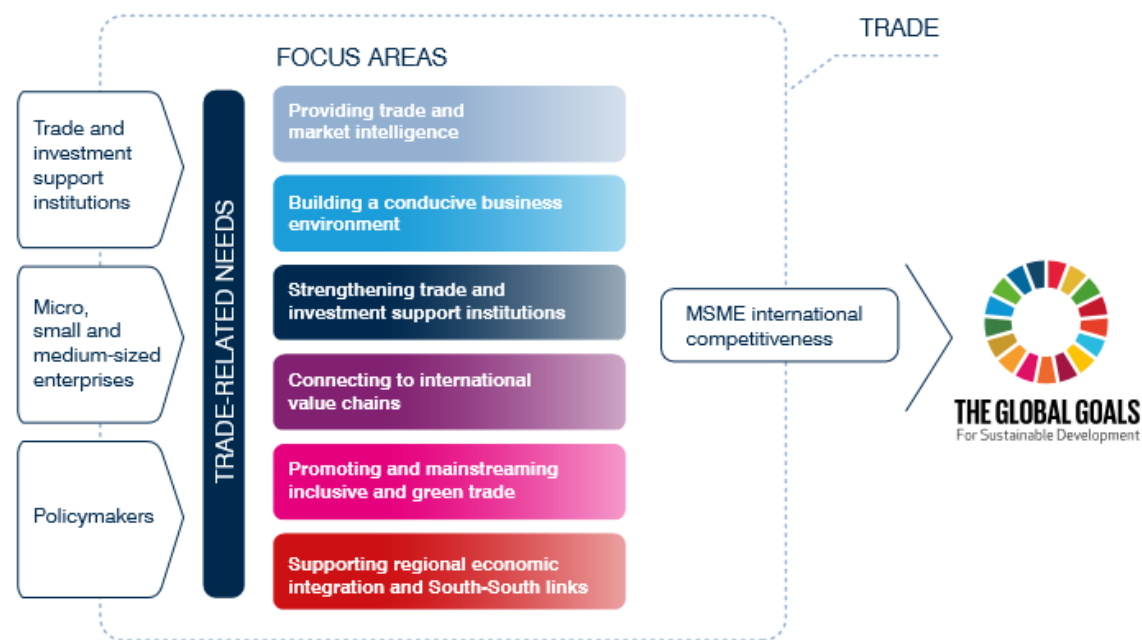 TRADE
FOCUS AREAS
Trade and
investment
support
institutions
Micro,
small and
medium-sized
enterprises
Policymakers
TRADE-RELATED NEEDS
Providing trade and
market intelligence
Building a conducive business
environment
Strengthening trade and
investment support institutions
Connecting to international
value chains
Promoting and mainstreaming
inclusive and green trade
Supporting regional economic
integration and South-South links
MSME international
competitiveness
THE GLOBAL GOALS
For Sustainable Development